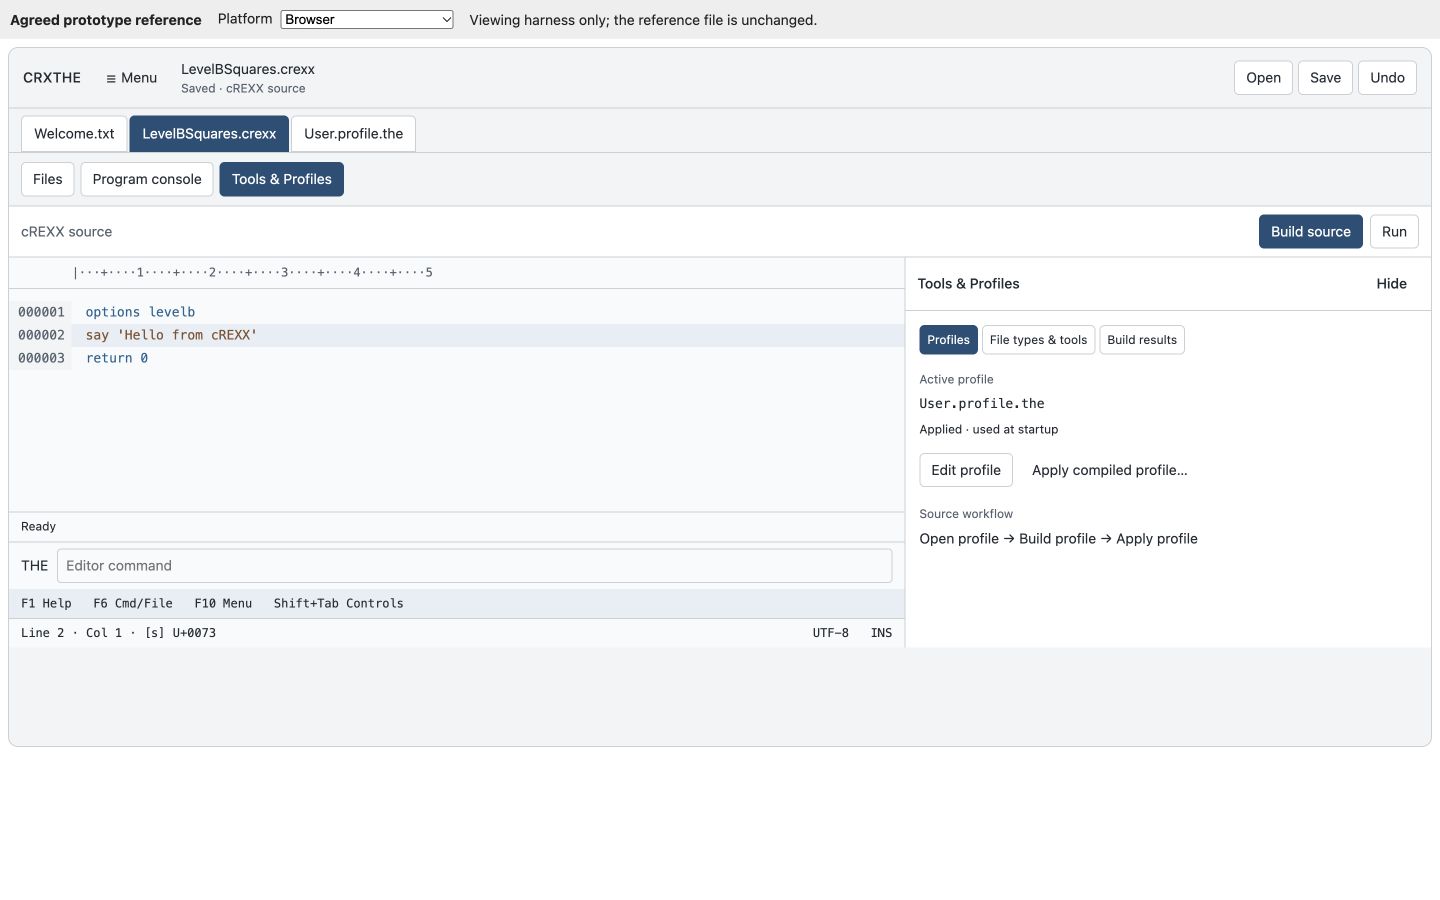 Agreed prototype reference Platform Browser Viewing harness only; the reference file is unchanged.
CRXTHE ≡ Menu LevelBSquares.crexx Open Save Undo
Saved · cREXX source
Welcome.txt LevelBSquares.crexx User.profile.the
Files Program console Tools & Profiles
cREXX source Build source Run
|···+····1····+····2····+····3····+····4····+····5
000001 options levelb
000002 say 'Hello from cREXX'
000003 return 0
Ready
THE Editor command
F1 Help F6 Cmd/File F10 Menu Shift+Tab Controls
Line 2 · Col 1 · [s] U+0073 UTF-8 INS
Tools & Profiles Hide
Profiles File types & tools Build results
Active profile
User.profile.the
Applied · used at startup
Edit profile Apply compiled profile…
Source workflow
Open profile → Build profile → Apply profile